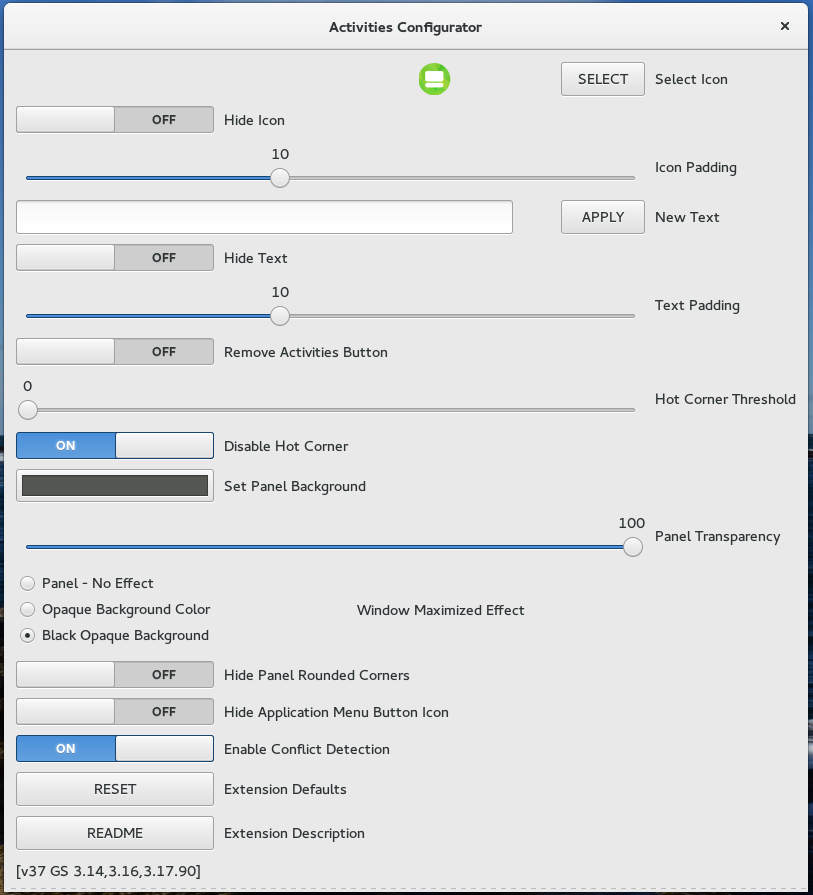 Activities Configurator
SELECT Select Icon
OFF Hide Icon
10
Icon Padding
APPLY New Text
OFF Hide Text
10
Text Padding
OFF Remove Activities Button
0
Hot Corner Threshold
ON Disable Hot Corner
Set Panel Background
100
Panel Transparency
Panel - No Effect
Opaque Background Color Window Maximized Effect
Black Opaque Background
OFF Hide Panel Rounded Corners
OFF Hide Application Menu Button Icon
ON Enable Conflict Detection
RESET Extension Defaults
README Extension Description
[v37 GS 3.14,3.16,3.17.90]